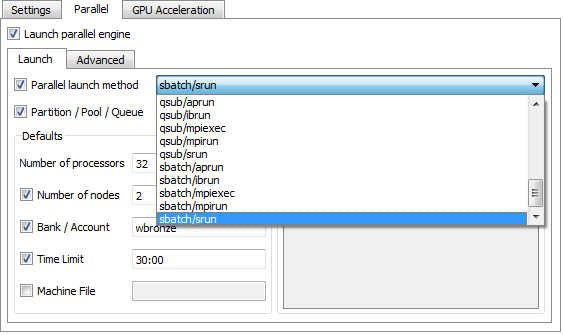 Settings Parallel GPU Acceleration
Launch parallel engine
Launch Advanced
Parallel launch method sbatch/srun
Partition / Pool / Queue
qsub/aprun
qsub/ibrun
qsub/mpiexec
qsub/mpirun
qsub/srun
sbatch/aprun
sbatch/ibrun
sbatch/mpiexec
sbatch/mpirun
sbatch/srun
Defaults
Number of processors 32
Number of nodes 2
Bank / Account wbronze
Time Limit 30:00
Machine File